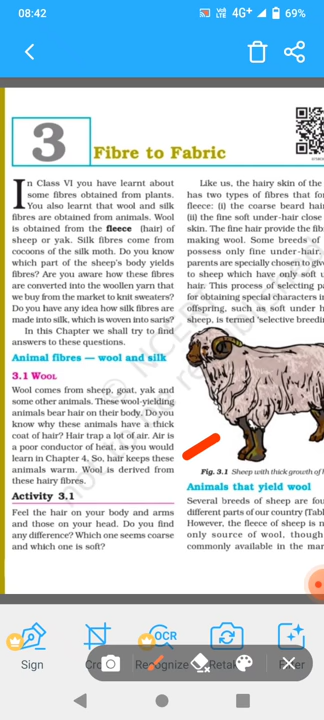 08:42
4G+
69%
3
Fibre to Fabric
In Class VI you have learnt about
some fibres obtained from plants.
You also learnt that wool and silk
fibres are obtained from animals. Wool
is obtained from the fleece (hair) of
sheep or yak. Silk fibres come from
cocoons of the silk moth. Do you know
which part of the sheep's body yields
fibres? Are you aware how these fibres
are converted into the woollen yarn that
we buy from the market to knit sweaters?
Do you have any idea how silk fibres are
made into silk, which is woven into saris?
In this Chapter we shall try to find
answers to these questions.
Animal fibres — wool and silk
3.1 WOOL
Wool comes from sheep, goat, yak and
some other animals. These wool-yielding
animals bear hair on their body. Do you
know why these animals have a thick
coat of hair? Hair trap a lot of air. Air is
a poor conductor of heat, as you would
learn in Chapter 4. So, hair keeps these
animals warm. Wool is derived from
these hairy fibres.
Activity 3.1
Feel the hair on your body and arms
and those on your head. Do you find
any difference? Which one seems coarse
and which one is soft?
Like us, the hairy skin of the
has two types of fibres that for
fleece: (i) the coarse beard hair
(ii) the fine soft under-hair close
skin. The fine hair provide the fib
making wool. Some breeds of
possess only fine under-hair.
parents are specially chosen to giv
to sheep which have only soft u
hair. This process of selecting pa
for obtaining special characters i
offspring, such as soft under h
sheep, is termed 'selective breedin
Fig. 3.1 Sheep with thick growth of h
Animals that yield wool
Several breeds of sheep are fou
different parts of our country (Tabl
However, the fleece of sheep is n
only source of wool, though
commonly available in the mar
Sign
Cro
OCR
Recognize
Reta
er